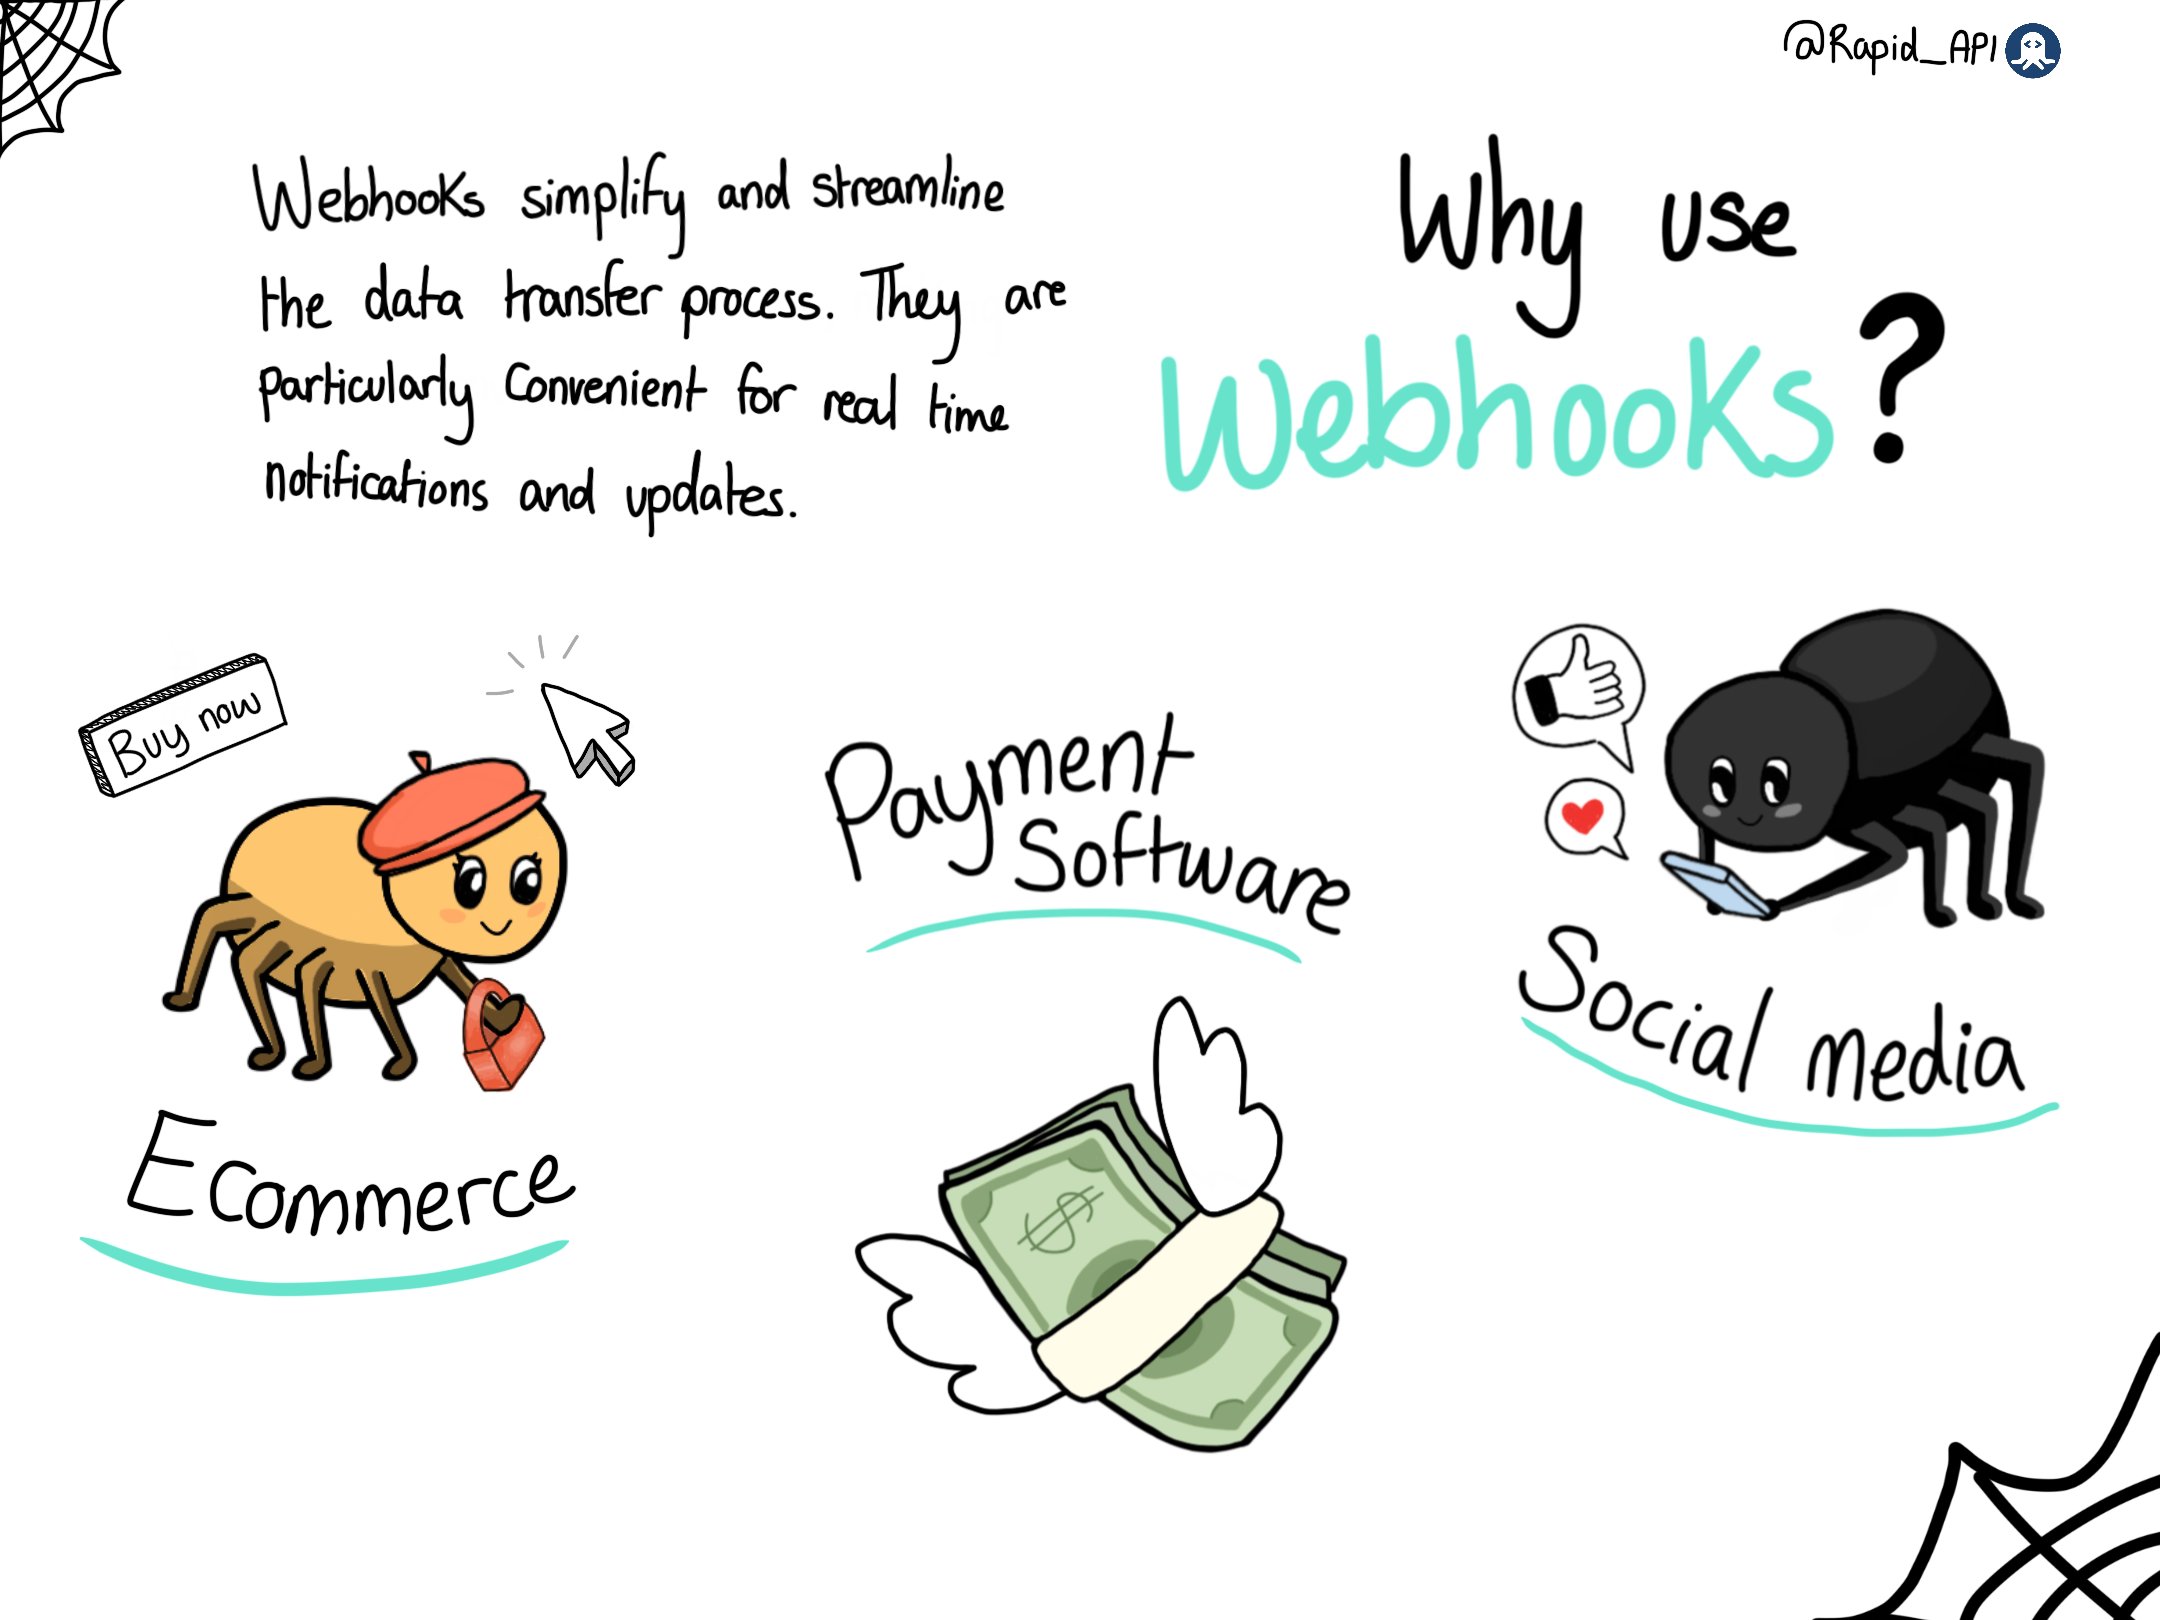 @Rapid_API
Why use
Webhooks?
Webhooks simplify and streamline
the data transfer process. They are
particularly convenient for real time
notifications and updates.
Buy now
Ecommerce
Payment
Software
$
Social media